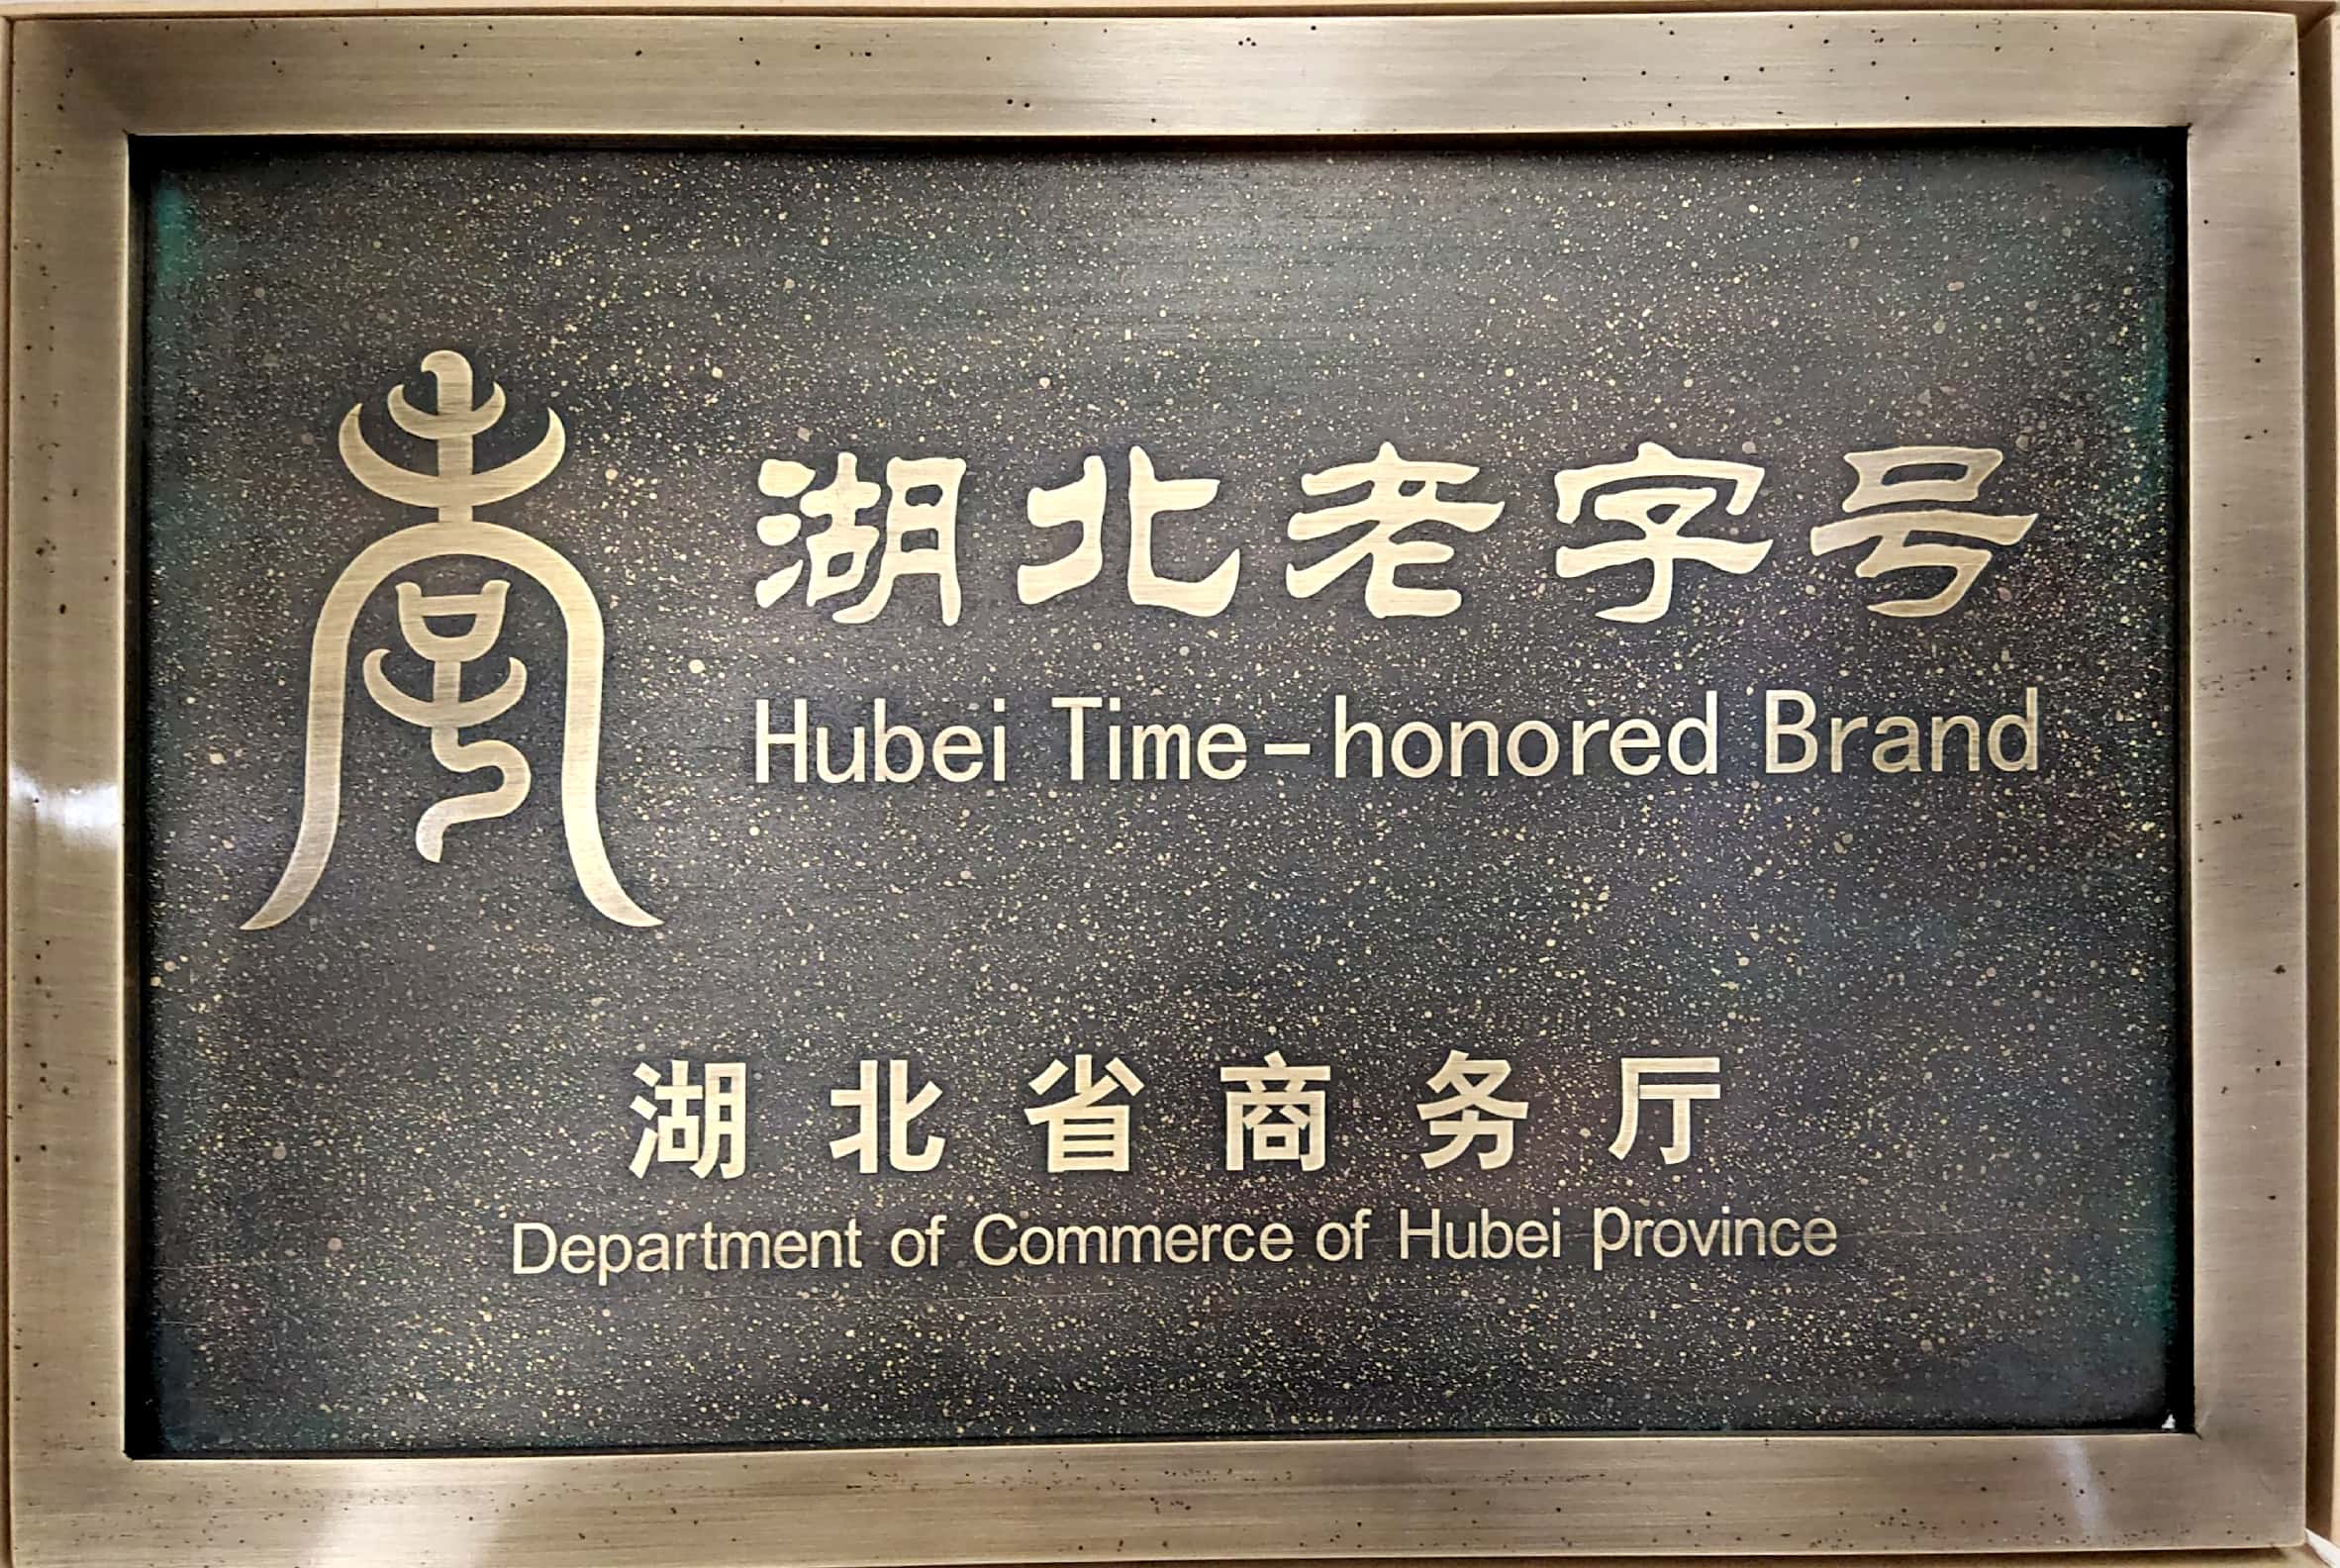 湖北老字号
Hubei Time-honored Brand
湖北省商务厅
Department of Commerce of Hubei province